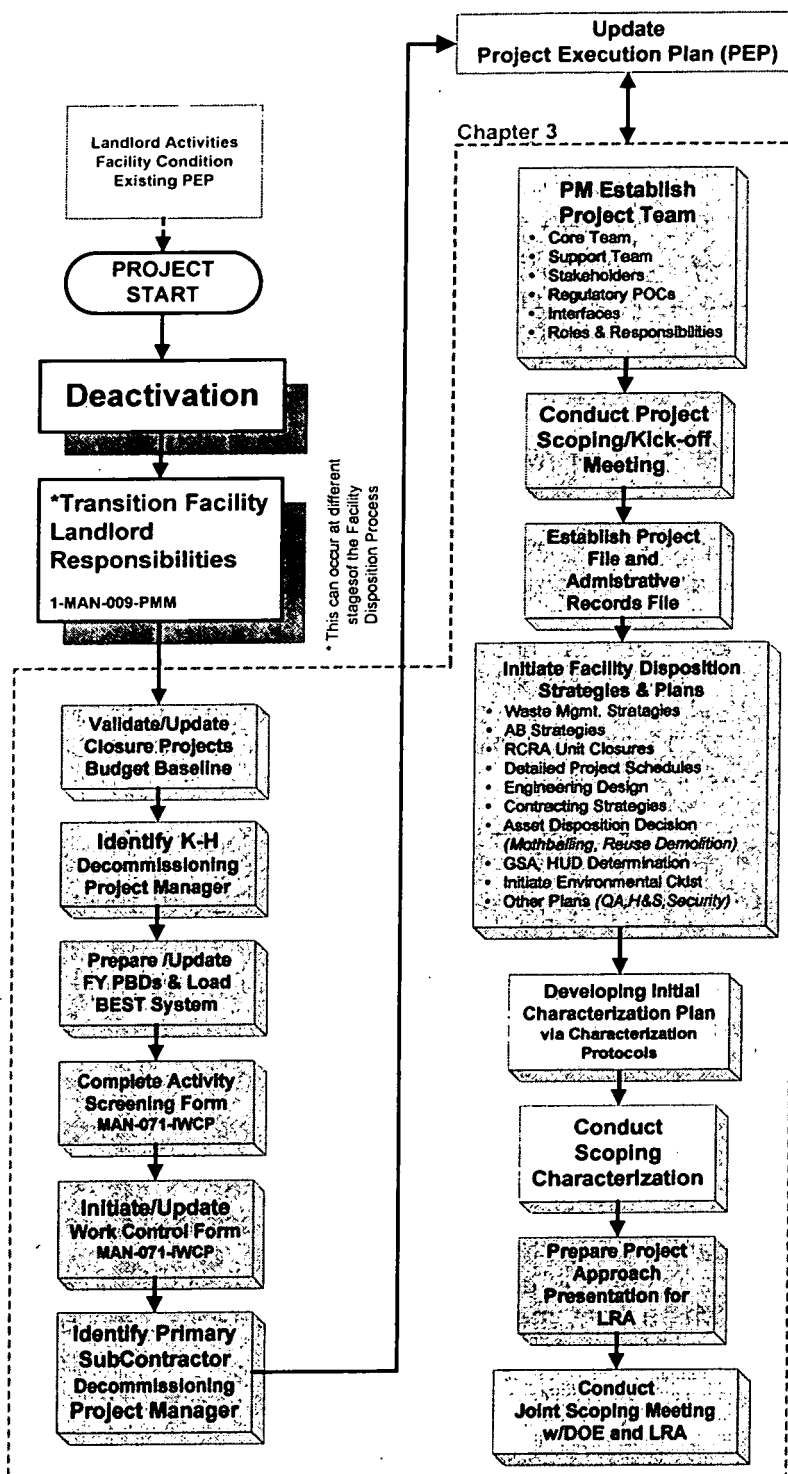 Landlord Activities
Facility Condition
Existing PEP
PROJECT
START
Deactivation
*Transition Facility
Landlord
Responsibilities
1-MAN-009-PMM
* This can occur at different
stagesof the Facility
Disposition Process
Validate/Update
Closure Projects
Budget Baseline
Identify K-H
Decommissioning
Project Manager
Prepare /Update
FY PBDs & Load
BEST System
Complete Activity
Screening Form
MAN-071-IWCP
Initiate/Update
Work Control Form
MAN-071-IWCP
Identify Primary
SubContractor
Decommissioning
Project Manager
Update
Project Execution Plan (PEP)
Chapter 3
PM Establish
Project Team
• Core Team,
• Support Team
• Stakeholders
• Regulatory POCs
• Interfaces
• Roles & Responsibilities
Conduct Project
Scoping/Kick-off
Meeting
Establish Project
File and
Admistrative
Records File
Initiate Facility Disposition
Strategies & Plans
• Waste Mgmt. Stratagies
• AB Strategies
• RCRA Unit Closures
• Detailed Project Schedules
• Engineering Design
• Contracting Strategies
• Asset Disposition Decision
(Mothballing, Reuse Demolition)
• GSA, HUD Determination
• Initiate Environmental Cklst
• Other Plans (QA,H&S,Security)
Developing Initial
Characterization Plan
via Characterization
Protocols
Conduct
Scoping
Characterization
Prepare Project
Approach
Presentation for
LRA
Conduct
Joint Scoping Meeting
w/DOE and LRA